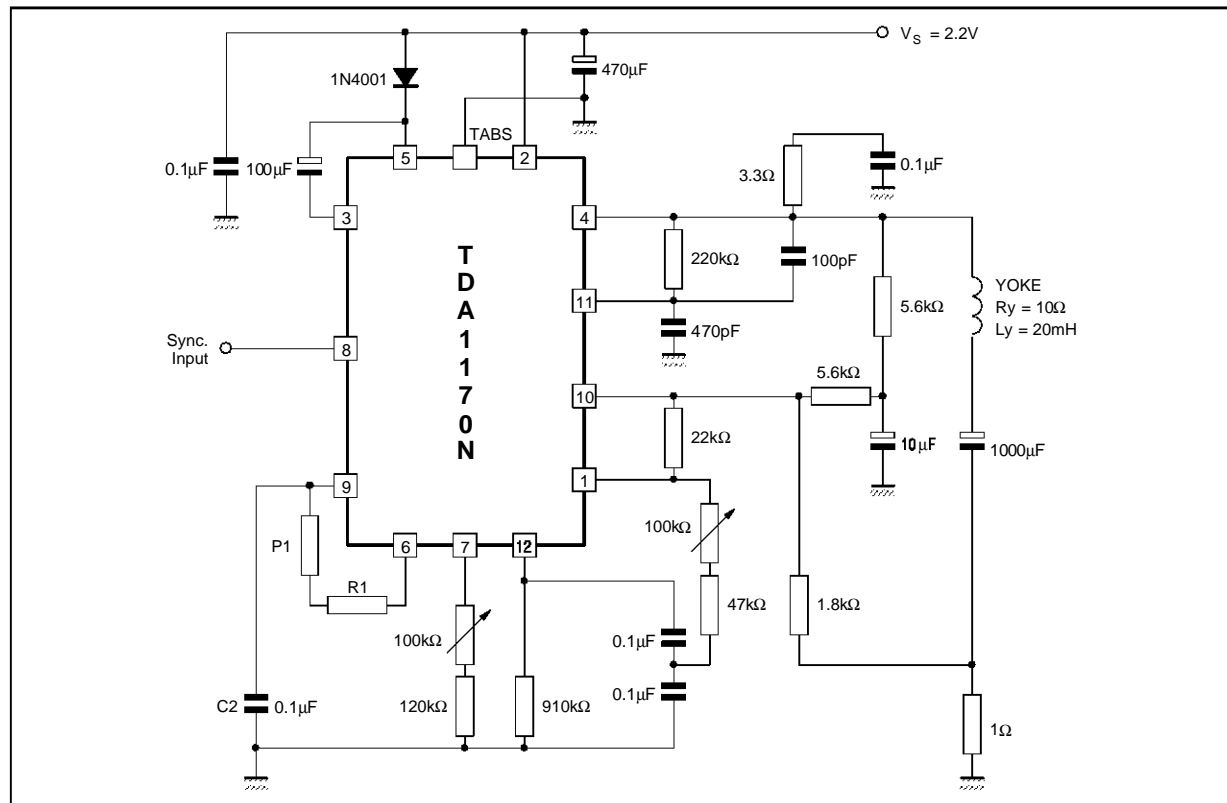 V_S = 2.2V
1N4001
470µF
TABS
0.1µF
100µF
5
2
3.3Ω
0.1µF
3
4
220kΩ
100pF
TDA1170N
11
5.6kΩ
YOKE
Ry = 10Ω
Ly = 20mH
470pF
Sync.
Input
8
5.6kΩ
10
22kΩ
10µF
1000µF
9
1
100kΩ
P1
6
7
12
R1
47kΩ
1.8kΩ
100kΩ
0.1µF
0.1µF
C2
0.1µF
120kΩ
910kΩ
1Ω